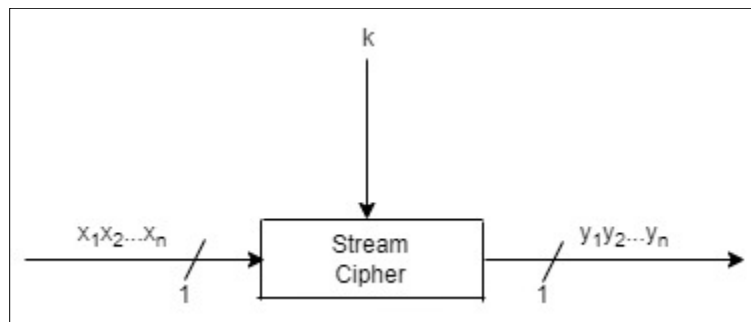 k
x₁x₂...xₙ
y₁y₂...yₙ
Stream
Cipher
1
1